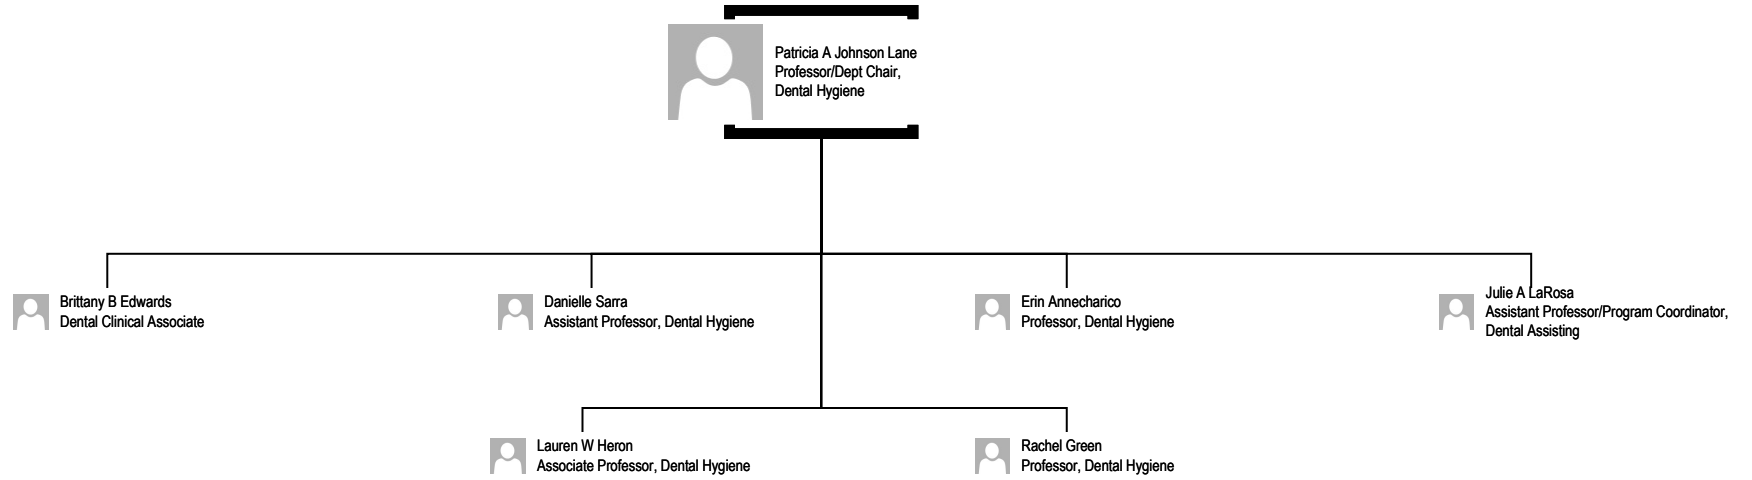 Patricia A Johnson Lane
Professor/Dept Chair,
Dental Hygiene
Brittany B Edwards
Dental Clinical Associate
Danielle Sarra
Assistant Professor, Dental Hygiene
Erin Annecharico
Professor, Dental Hygiene
Julie A LaRosa
Assistant Professor/Program Coordinator,
Dental Assisting
Lauren W Heron
Associate Professor, Dental Hygiene
Rachel Green
Professor, Dental Hygiene